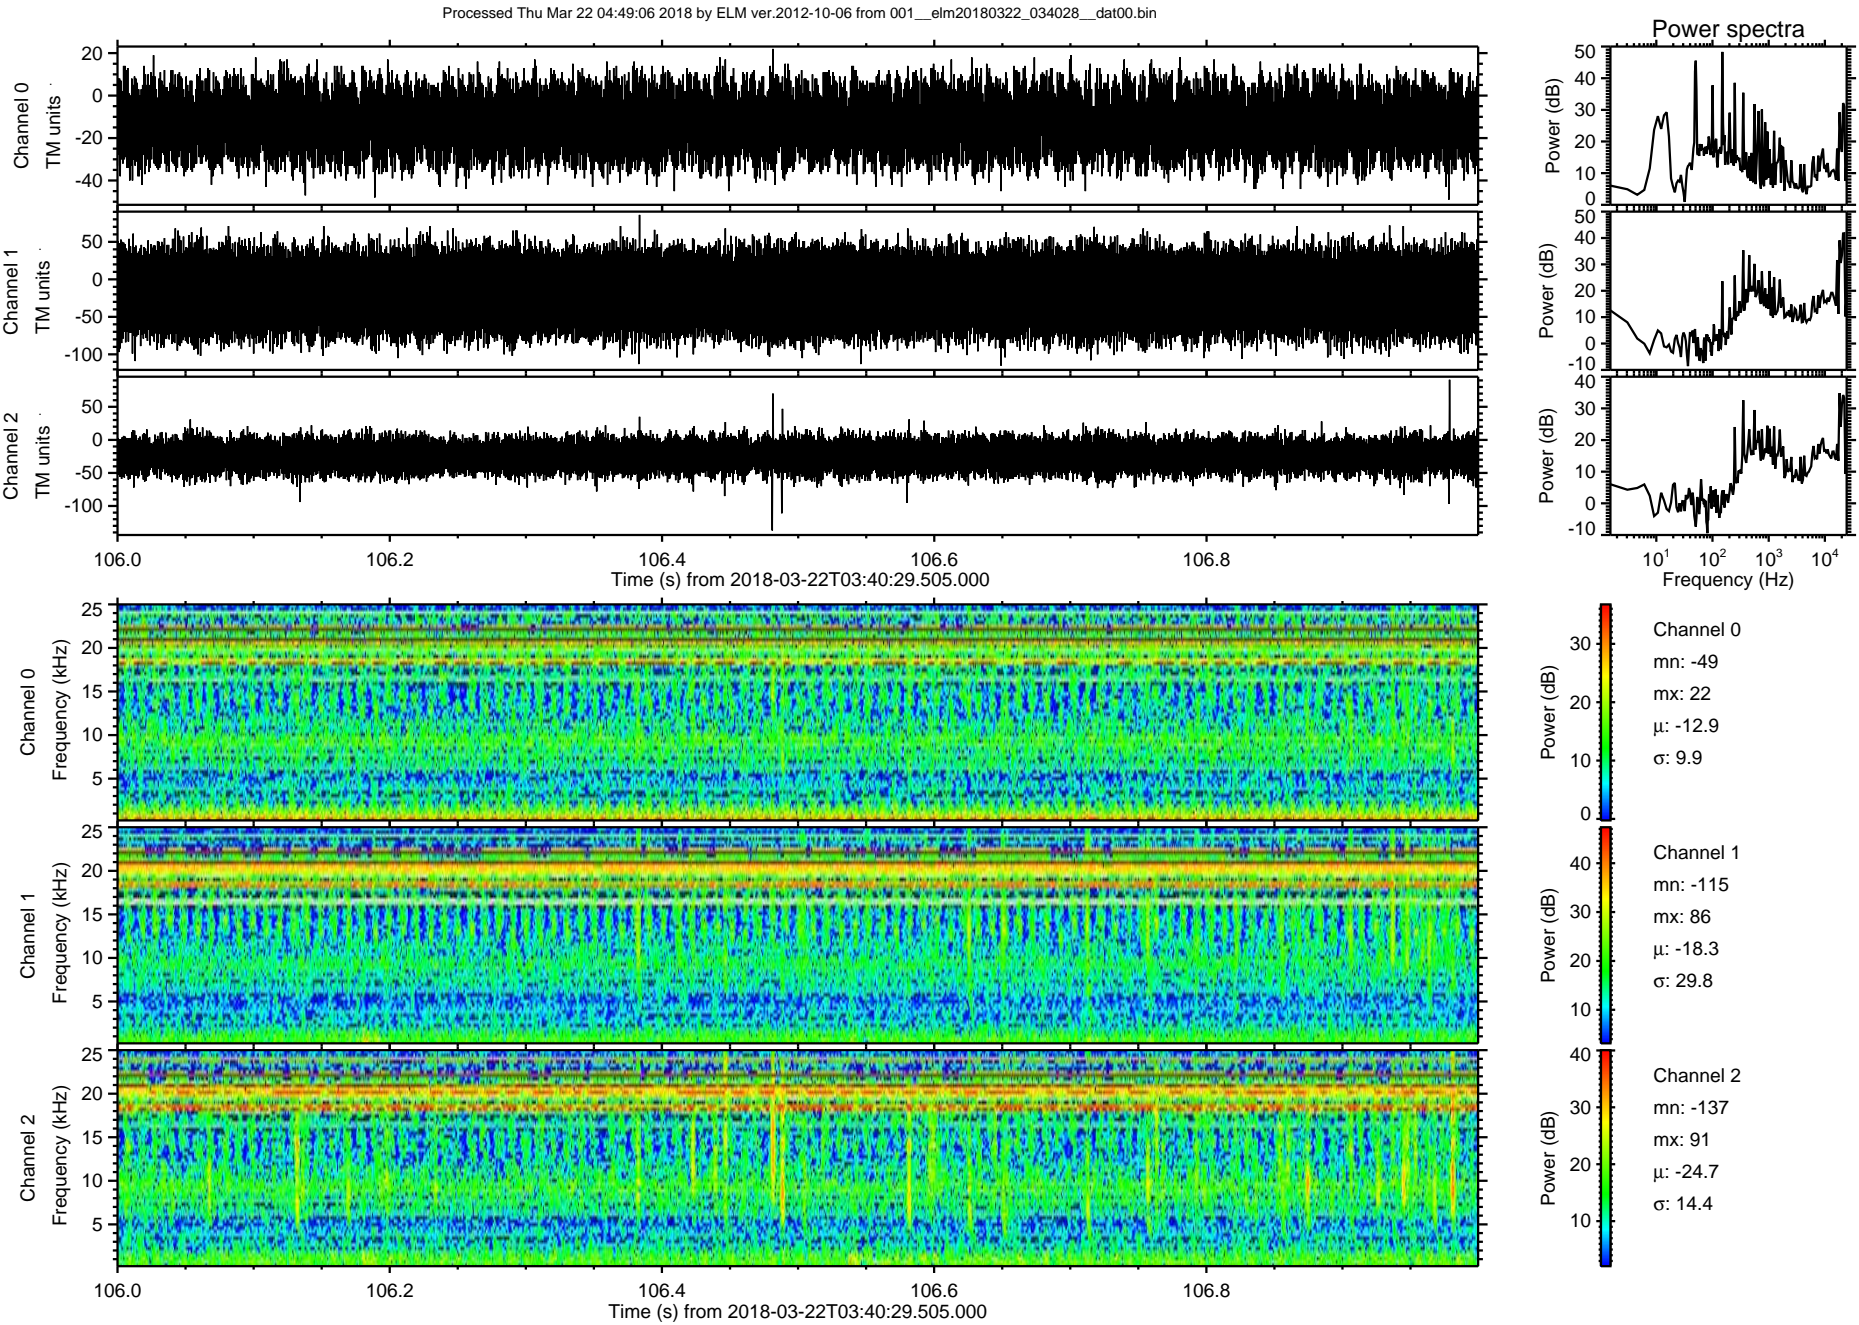 Processed Thu Mar 22 04:49:06 2018 by ELM ver.2012-10-06 from 001__elm20180322_034028__dat00.bin
Power spectra
Channel 0
TM units
20
0
-20
-40
Power (dB)
50
40
30
20
10
0
Channel 1
TM units
50
0
-50
-100
Power (dB)
50
40
30
20
10
0
-10
Channel 2
TM units
50
0
-50
-100
Power (dB)
40
30
20
10
0
-10
106.0 106.2 106.4 106.6 106.8
Time (s) from 2018-03-22T03:40:29.505.000
10^1 10^2 10^3 10^4
Frequency (Hz)
Channel 0
Frequency (kHz)
25
20
15
10
5
Power (dB)
30
20
10
0
Channel 0
mn: -49
mx: 22
μ: -12.9
σ: 9.9
Channel 1
Frequency (kHz)
25
20
15
10
5
Power (dB)
40
30
20
10
Channel 1
mn: -115
mx: 86
μ: -18.3
σ: 29.8
Channel 2
Frequency (kHz)
25
20
15
10
5
Power (dB)
40
30
20
10
Channel 2
mn: -137
mx: 91
μ: -24.7
σ: 14.4
106.0 106.2 106.4 106.6 106.8
Time (s) from 2018-03-22T03:40:29.505.000